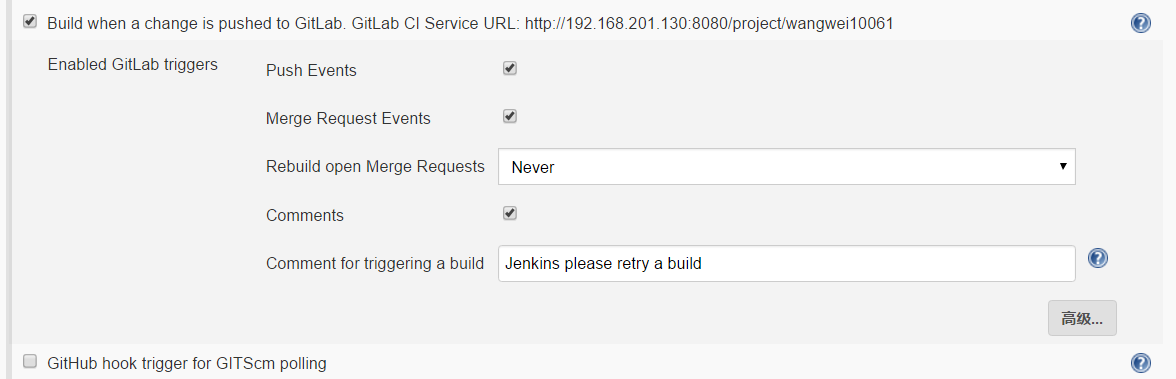 Build when a change is pushed to GitLab. GitLab CI Service URL: http://192.168.201.130:8080/project/wangwei10061
Enabled GitLab triggers
Push Events
Merge Request Events
Rebuild open Merge Requests Never
Comments
Comment for triggering a build Jenkins please retry a build
高级...
GitHub hook trigger for GITScm polling